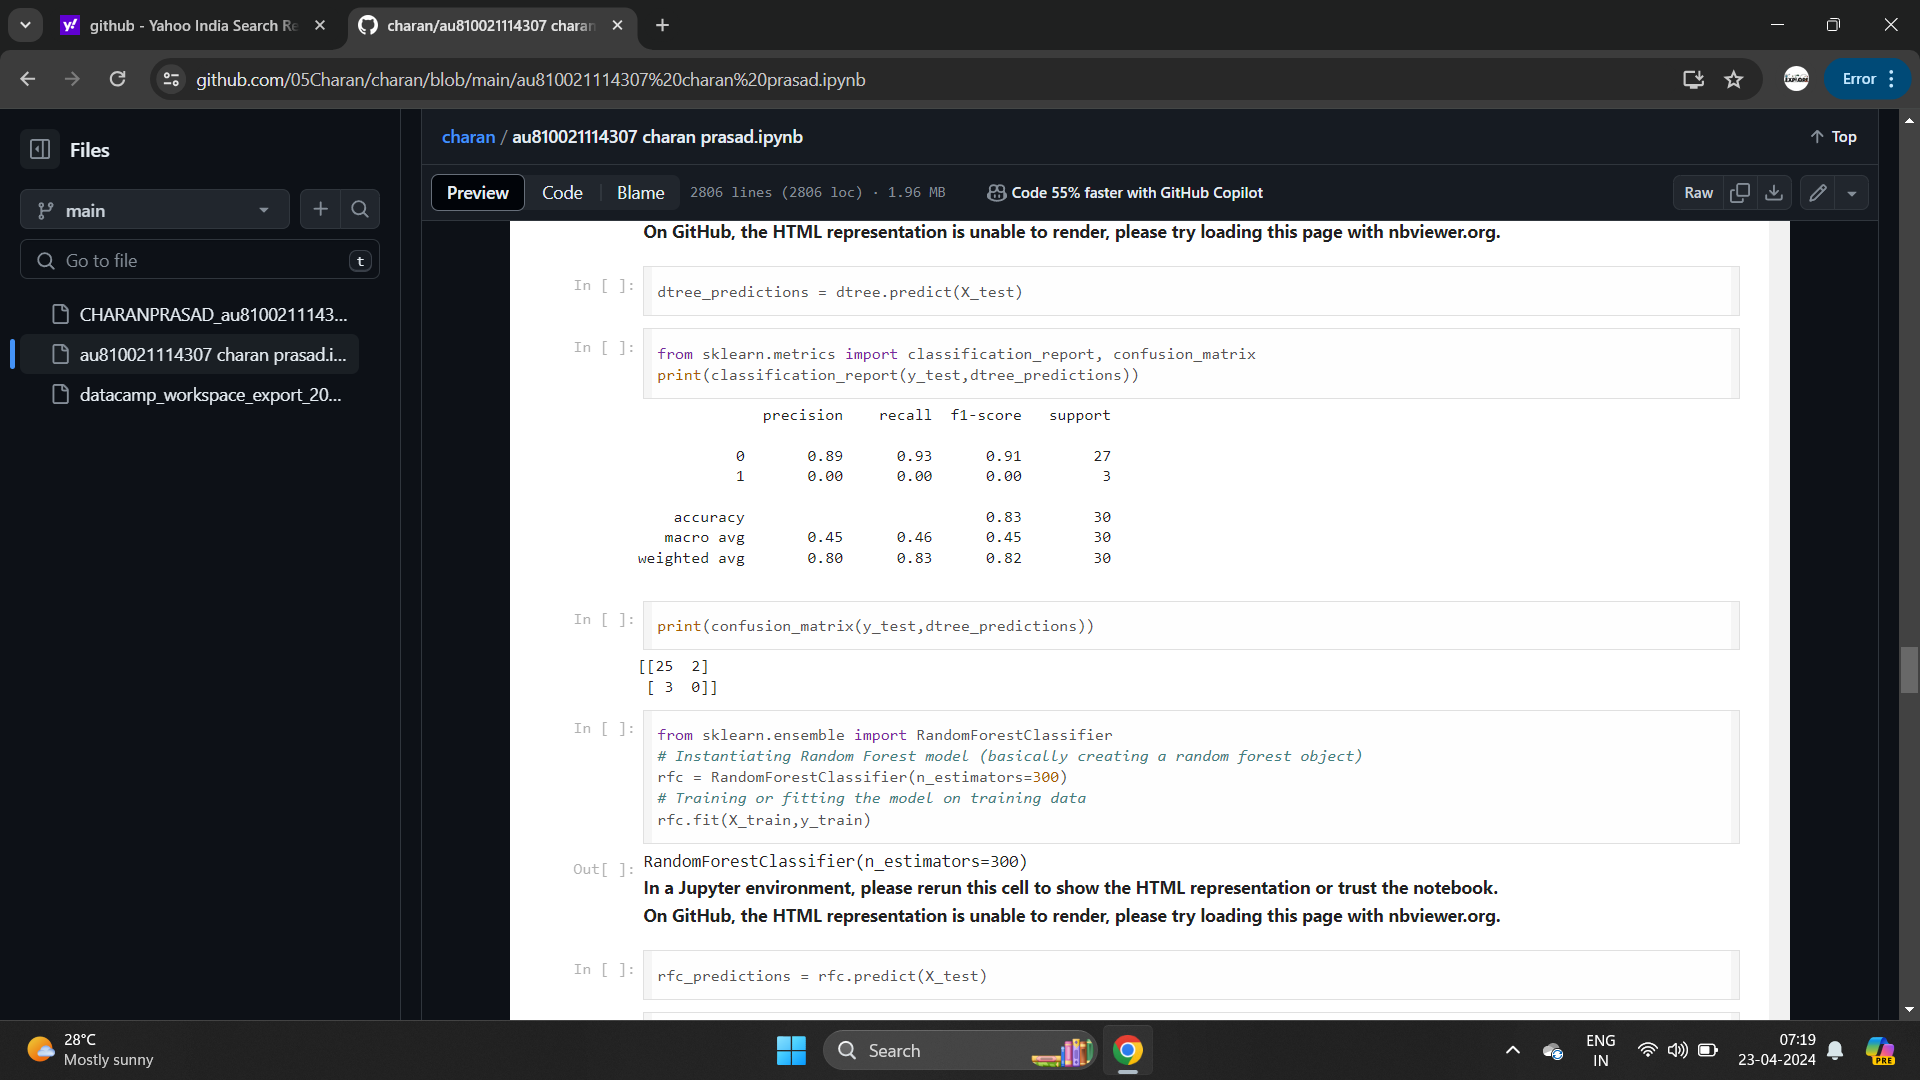 github - Yahoo India Search Re
charan/au810021114307 charan
github.com/05Charan/charan/blob/main/au810021114307%20charan%20prasad.ipynb
Error
Files
charan / au810021114307 charan prasad.ipynb
Top
main
Preview Code Blame 2806 lines (2806 loc) · 1.96 MB Code 55% faster with GitHub Copilot Raw
Go to file t
CHARANPRASAD_au8100211143...
au810021114307 charan prasad.i...
datacamp_workspace_export_20...
On GitHub, the HTML representation is unable to render, please try loading this page with nbviewer.org.
In [ ]: dtree_predictions = dtree.predict(X_test)
In [ ]: from sklearn.metrics import classification_report, confusion_matrix
print(classification_report(y_test,dtree_predictions))
precision recall f1-score support
0 0.89 0.93 0.91 27
1 0.00 0.00 0.00 3
accuracy 0.83 30
macro avg 0.45 0.46 0.45 30
weighted avg 0.80 0.83 0.82 30
In [ ]: print(confusion_matrix(y_test,dtree_predictions))
[[25 2]
[ 3 0]]
In [ ]: from sklearn.ensemble import RandomForestClassifier
# Instantiating Random Forest model (basically creating a random forest object)
rfc = RandomForestClassifier(n_estimators=300)
# Training or fitting the model on training data
rfc.fit(X_train,y_train)
Out[ ]: RandomForestClassifier(n_estimators=300)
In a Jupyter environment, please rerun this cell to show the HTML representation or trust the notebook.
On GitHub, the HTML representation is unable to render, please try loading this page with nbviewer.org.
In [ ]: rfc_predictions = rfc.predict(X_test)
28°C
Mostly sunny
Search
ENG
IN
07:19
23-04-2024
PRE